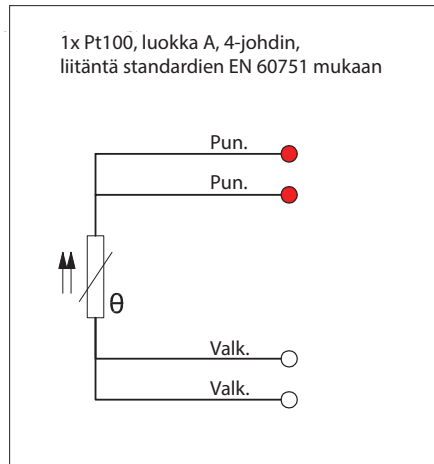 1x Pt100, luokka A, 4-johdin,
liitäntä standardien EN 60751 mukaan
Pun.
Pun.
θ
Valk.
Valk.